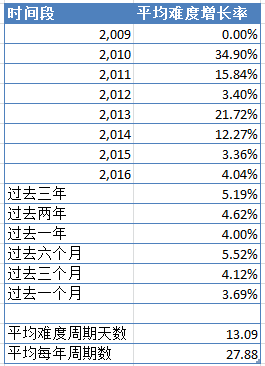 时间段 平均难度增长率
2,009 0.00%
2,010 34.90%
2,011 15.84%
2,012 3.40%
2,013 21.72%
2,014 12.27%
2,015 3.36%
2,016 4.04%
过去三年 5.19%
过去两年 4.62%
过去一年 4.00%
过去六个月 5.52%
过去三个月 4.12%
过去一个月 3.69%
平均难度周期天数 13.09
平均每年周期数 27.88